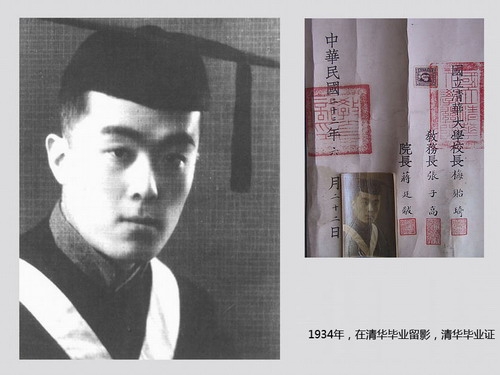 國立清華大學校長梅貽琦
教務長張子高
院長蔣廷黻
中華民國二十三年六月二十二日
1934年，在清华毕业留影，清华毕业证